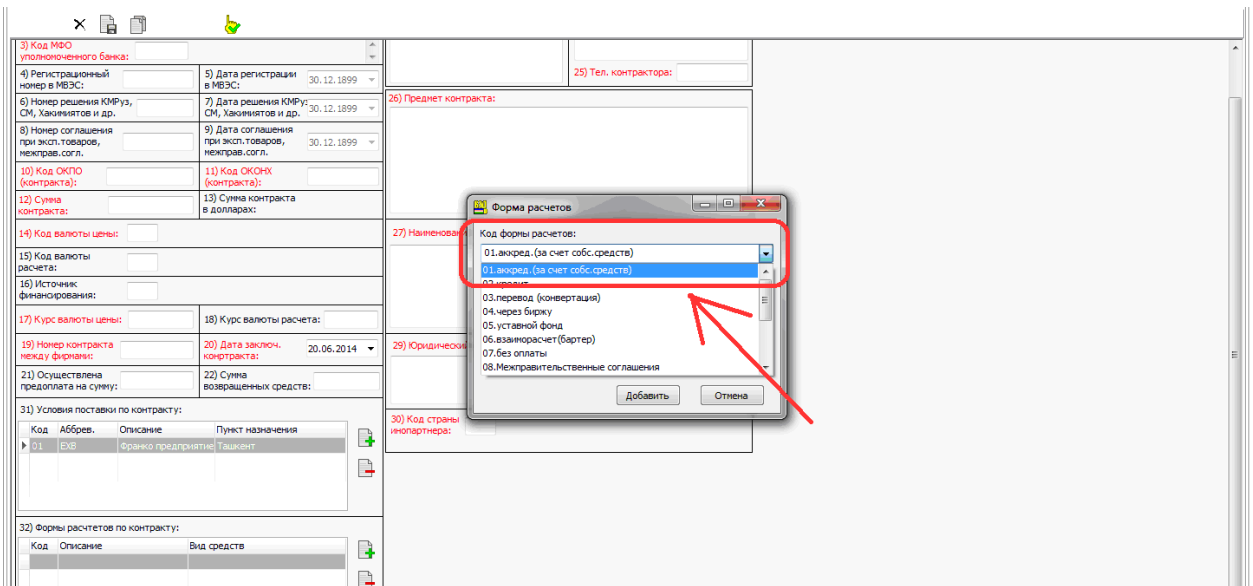 3) Код МФО
уполномоченного банка:
4) Регистрационный
номер в МВЭС:
5) Дата регистрации
в МВЭС:
30.12.1899
6) Номер решения КМРуз,
СМ, Хакимиятов и др.
7) Дата решения КМРу:
СМ, Хакимиятов и др.
30.12.1899
8) Номер соглашения
при эксп.товаров,
межправ.согл.
9) Дата соглашения
при эксп.товаров,
межправ.согл.
30.12.1899
10) Код ОКПО
(контракта):
11) Код ОКОНХ
(контракта):
12) Сумма
контракта:
13) Сумма контракта
в долларах:
14) Код валюты цены:
15) Код валюты
расчета:
16) Источник
финансирования:
17) Курс валюты цены:
18) Курс валюты расчета:
19) Номер контракта
между фирмами:
20) Дата заключ.
конртракта:
20.06.2014
21) Осуществлена
предоплата на сумму:
22) Сумма
возвращенных средств:
31) Условия поставки по контракту:
Код Аббрев. Описание Пункт назначения
01 EXB Франко предприятие Ташкент
32) Формы расчтетов по контракту:
Код Описание Вид средств
25) Тел. контрактора:
26) Предмет контракта:
27) Наименован
29) Юридически
30) Код страны
инопартнера:
Форма расчетов
Код формы расчетов:
01.аккред.(за счет собс.средств)
01.аккред.(за счет собс.средств)
02.кредит
03.перевод (конвертация)
04.через биржу
05.уставной фонд
06.взаиморасчет(бартер)
07.без оплаты
08.Межправительственные соглашения
Добавить Отмена